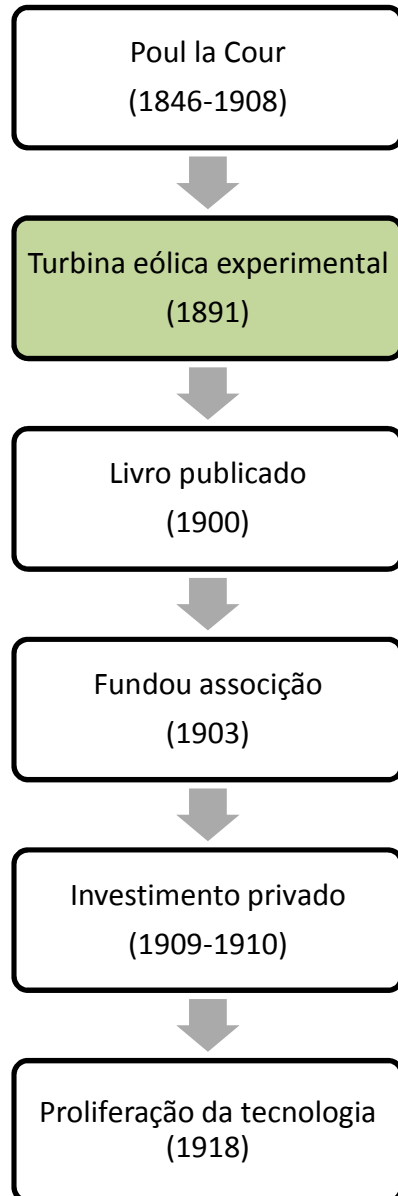 Poul la Cour
(1846-1908)
Turbina eólica experimental
(1891)
Livro publicado
(1900)
Fundou associção
(1903)
Investimento privado
(1909-1910)
Proliferação da tecnologia
(1918)